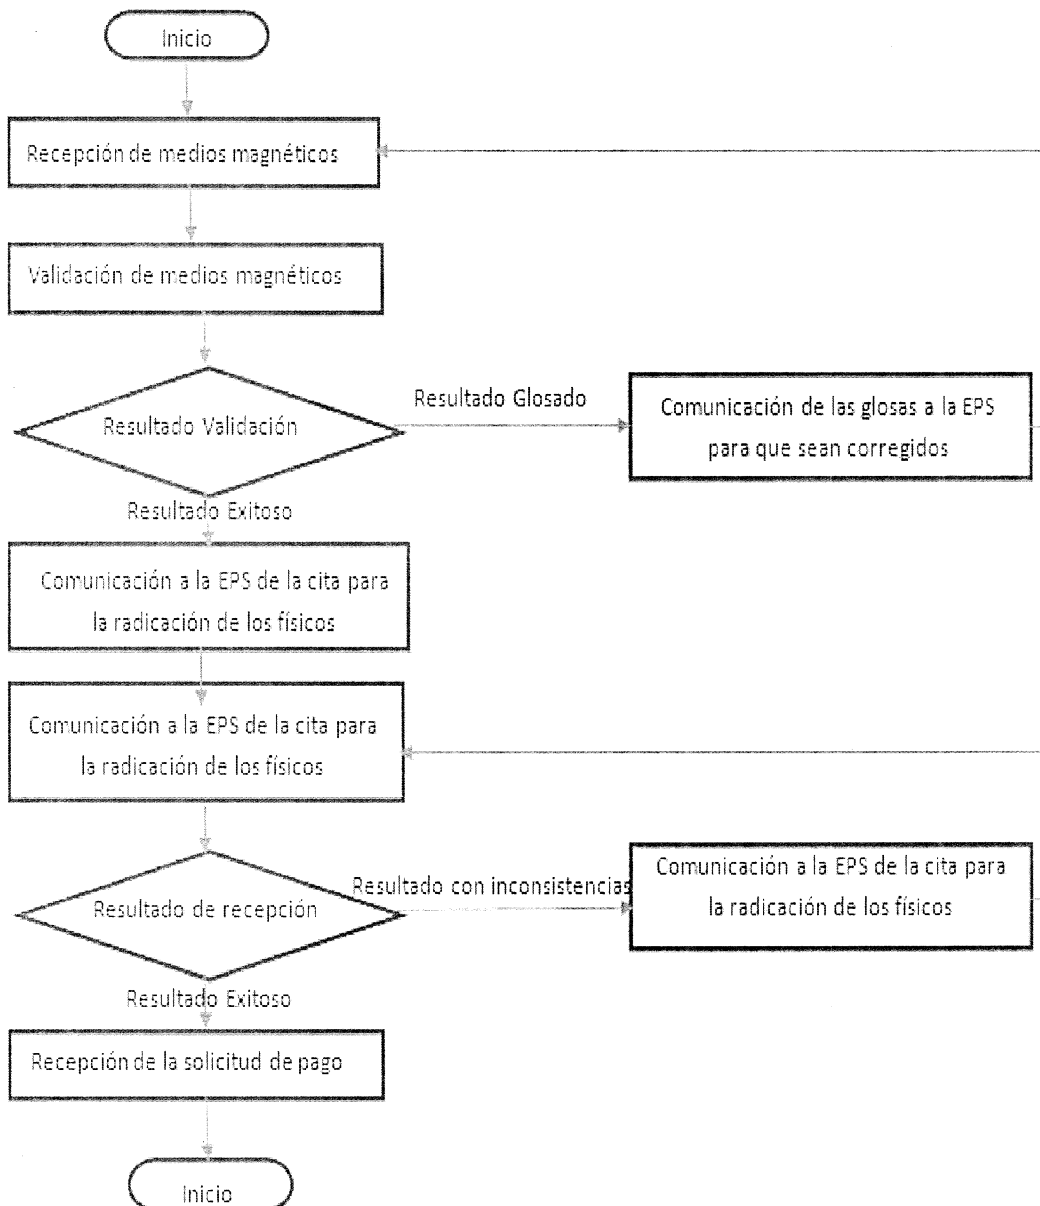 Inicio
Recepción de medios magnéticos
Validación de medios magnéticos
Resultado Validación
Resultado Glosado
Comunicación de las glosas a la EPS
para que sean corregidos
Resultado Exitoso
Comunicación a la EPS de la cita para
la radicación de los físicos
Comunicación a la EPS de la cita para
la radicación de los físicos
Resultado de recepción
Resultado con inconsistencias
Comunicación a la EPS de la cita para
la radicación de los físicos
Resultado Exitoso
Recepción de la solicitud de pago
Inicio